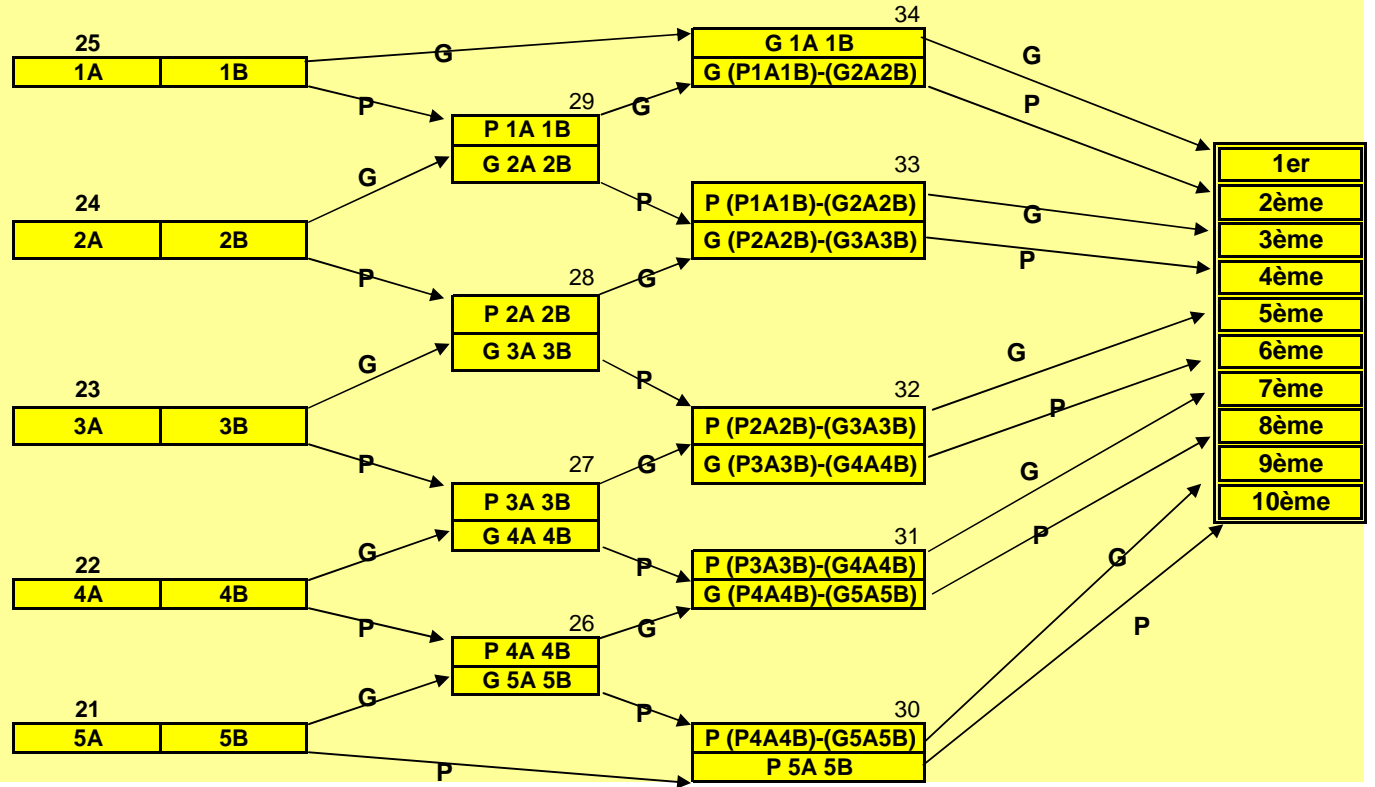 34
25
G 1A 1B
G
G
1A 1B
G (P1A1B)-(G2A2B)
P
29
G
P
P 1A 1B
G 2A 2B
1er
G
33
24
P
P (P1A1B)-(G2A2B)
2ème
G
2A 2B
G (P2A2B)-(G3A3B)
3ème
P
P
28
G
4ème
P 2A 2B
5ème
G 3A 3B
G
6ème
G
23
P
32
7ème
P
3A 3B
P (P2A2B)-(G3A3B)
8ème
P
27
G
G (P3A3B)-(G4A4B)
G
9ème
P 3A 3B
10ème
G 4A 4B
31
P
G
22
P
P (P3A3B)-(G4A4B)
G
4A 4B
G (P4A4B)-(G5A5B)
P
26
G
P
P 4A 4B
G 5A 5B
G
21
P
30
5A 5B
P (P4A4B)-(G5A5B)
P
P 5A 5B